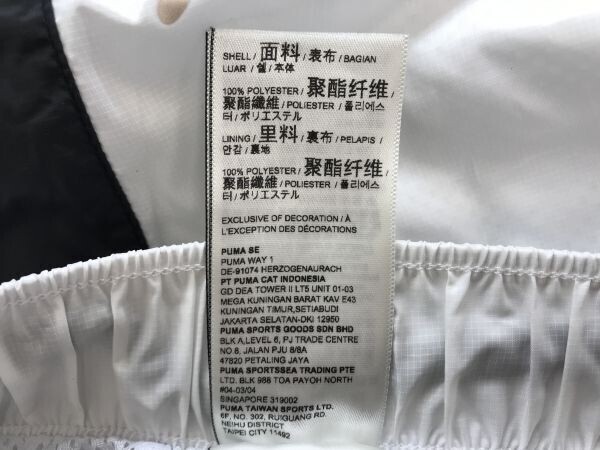 SHELL / 面料 / 表布 / BAGIAN
LUAR / 쉘 / 本体
100% POLYESTER / 聚酯纤维 /
聚酯纖維 / POLIESTER / 폴리에스
터 / ポリエステル
LINING / 里料 / 裏布 / PELAPIS /
안감 / 裏地
100% POLYESTER / 聚酯纤维 /
聚酯纖維 / POLIESTER / 폴리에스
터 / ポリエステル
EXCLUSIVE OF DECORATION / À
L'EXCEPTION DES DÉCORATIONS
PUMA SE
PUMA WAY 1
DE-91074 HERZOGENAURACH
PT PUMA CAT INDONESIA
GD DEA TOWER II LT5 UNIT 01-03
MEGA KUNINGAN BARAT KAV E43
KUNINGAN TIMUR,SETIABUDI
JAKARTA SELATAN-DKI 12950
PUMA SPORTS GOODS SDN BHD
BLK A,LEVEL 6, PJ TRADE CENTRE
NO 8, JALAN PJU 8/8A
47820 PETALING JAYA
PUMA SPORTSSEA TRADING PTE
LTD. BLK 988 TOA PAYOH NORTH
#04-03/04
SINGAPORE 319002
PUMA TAIWAN SPORTS LTD.
6F, NO. 302, RUIGUANG RD.
NEIHU DISTRICT
TAIPEI CITY 11492